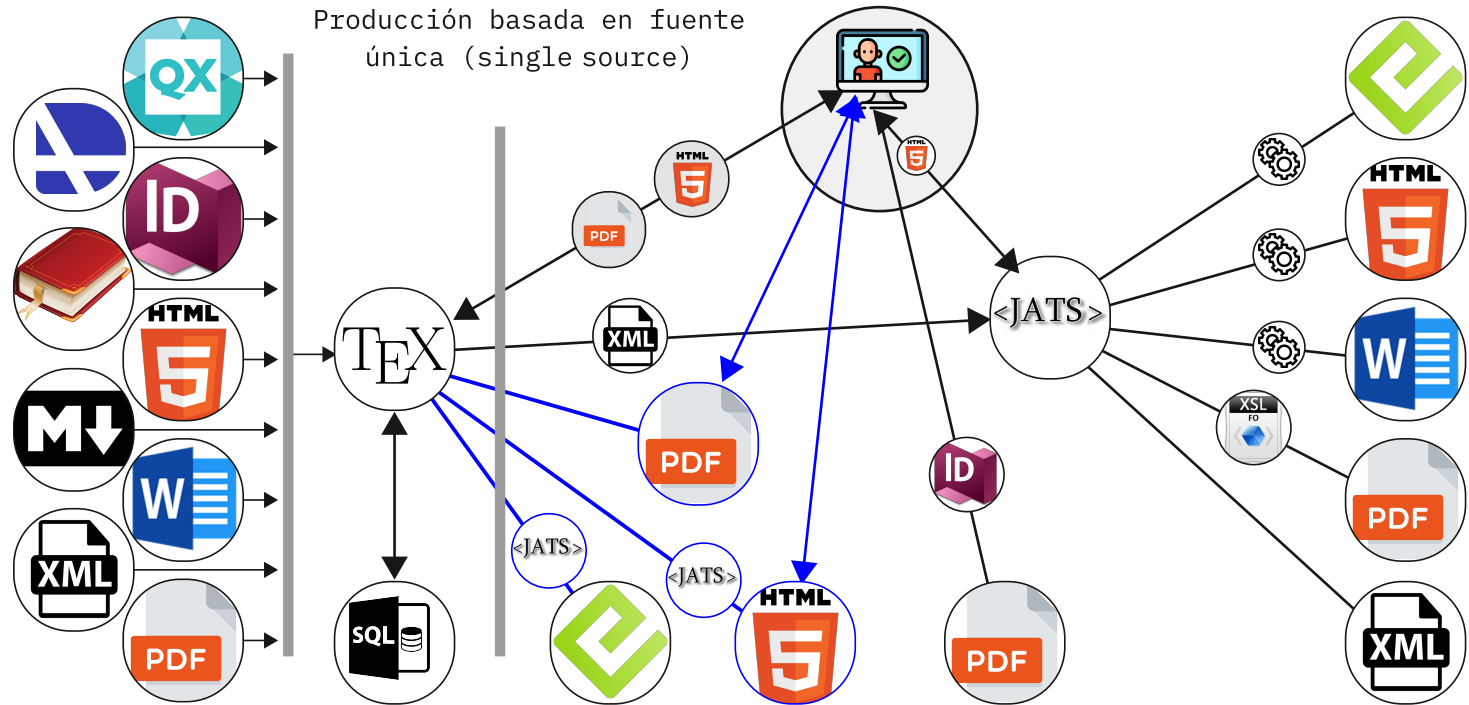 Producción basada en fuente
única (single source)
QX
ID
HTML
5
M
W
XML
PDF
TEX
SQL
PDF
HTML
5
XML
PDF
<JATS>
<JATS>
HTML
5
HTML
5
ID
PDF
<JATS>
HTML
5
W
XSL
FO
PDF
XML